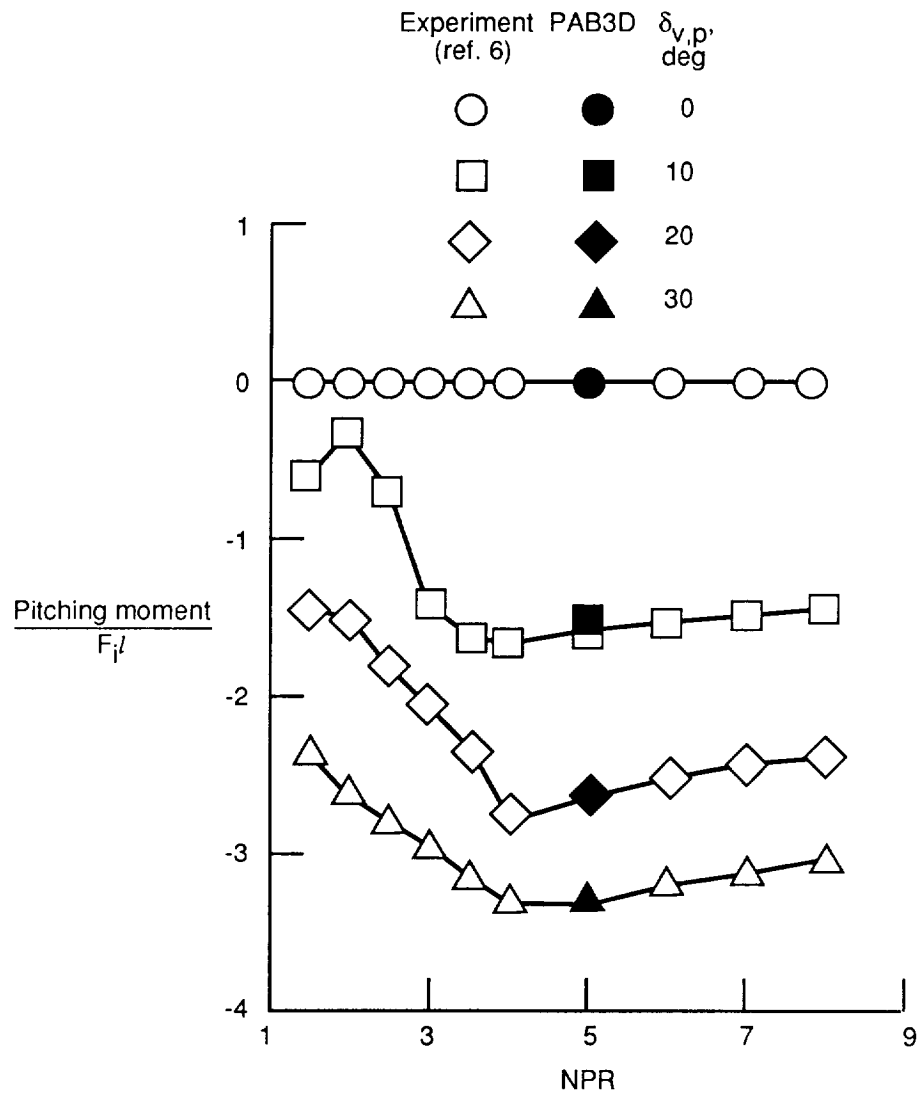 Experiment PAB3D δv,p,
(ref. 6) deg
0
10
20
30
1
0
-1
-2
-3
-4
Pitching moment
Fil
1 3 5 7 9
NPR